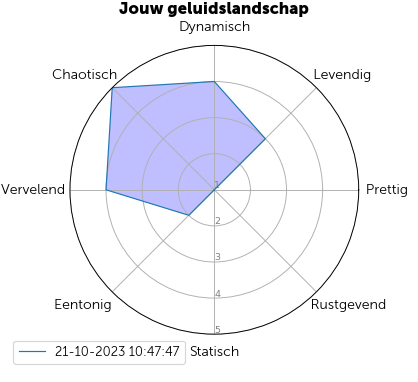 Jouw geluidslandschap
Dynamisch
Chaotisch
Levendig
Vervelend
1
Prettig
2
3
4
Eentonig
Rustgevend
5
21-10-2023 10:47:47
Statisch